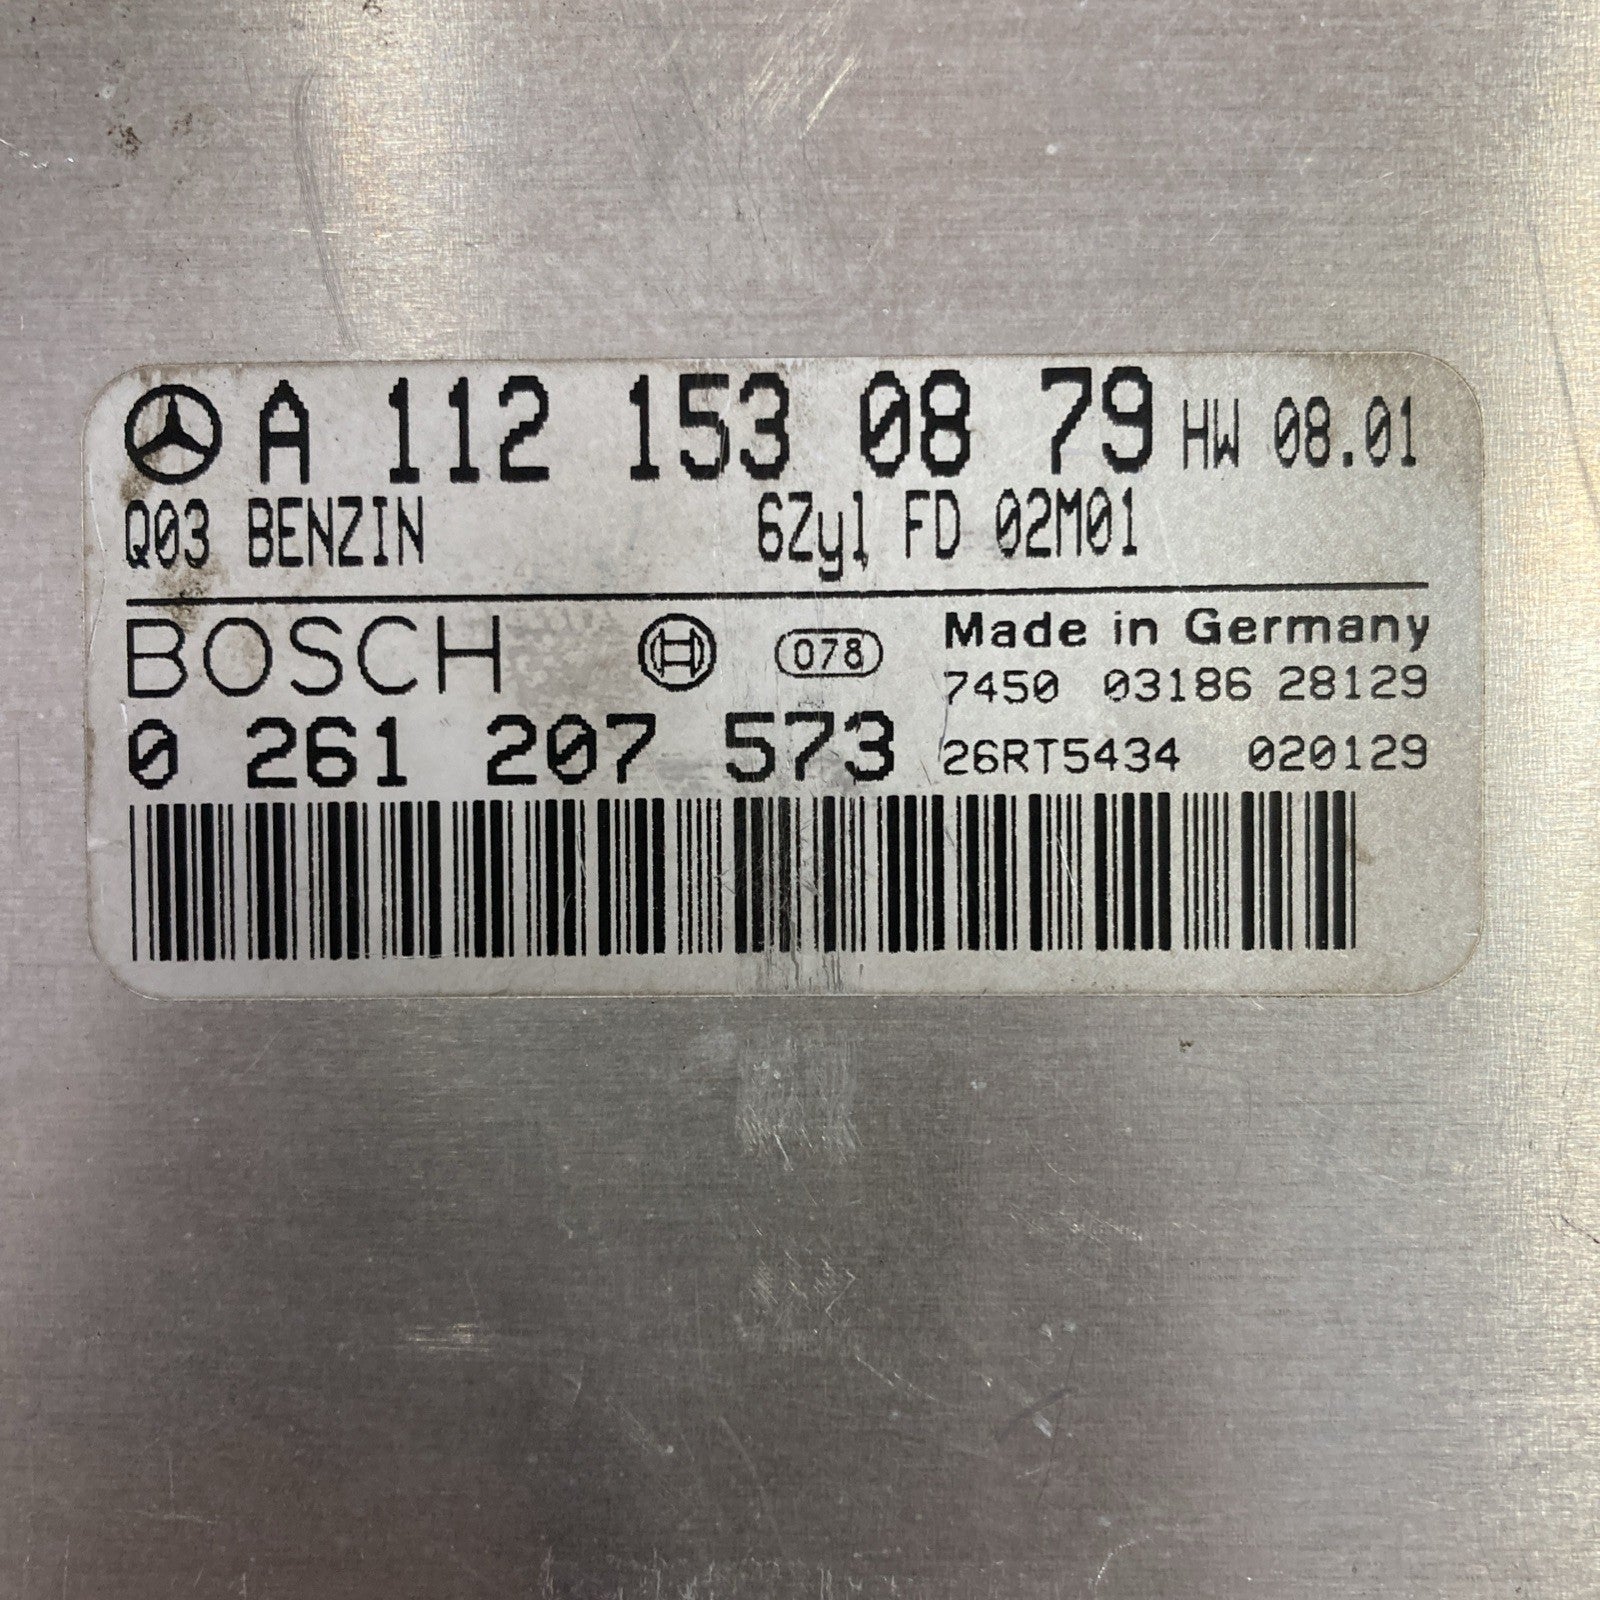 A 112 153 08 79 HW 08.01
Q03 BENZIN 6Zyl FD 02M01
BOSCH H 078 Made in Germany
7450 03186 28129
0 261 207 573 26RT5434 020129